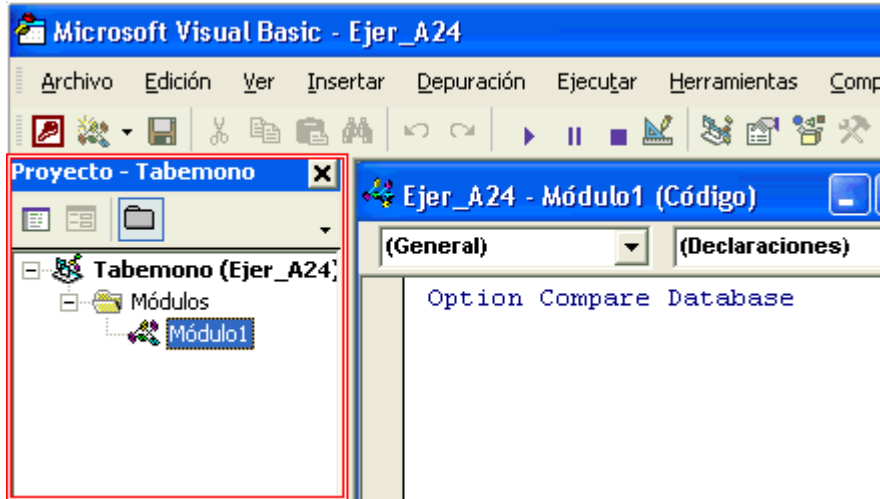 Microsoft Visual Basic - Ejer_A24
Archivo Edición Ver Insertar Depuración Ejecutar Herramientas Comp
Proyecto - Tabemono
Ejer_A24 - Módulo1 (Código)
(General) (Declaraciones)
Tabemono (Ejer_A24)
Option Compare Database
Módulos
Módulo1